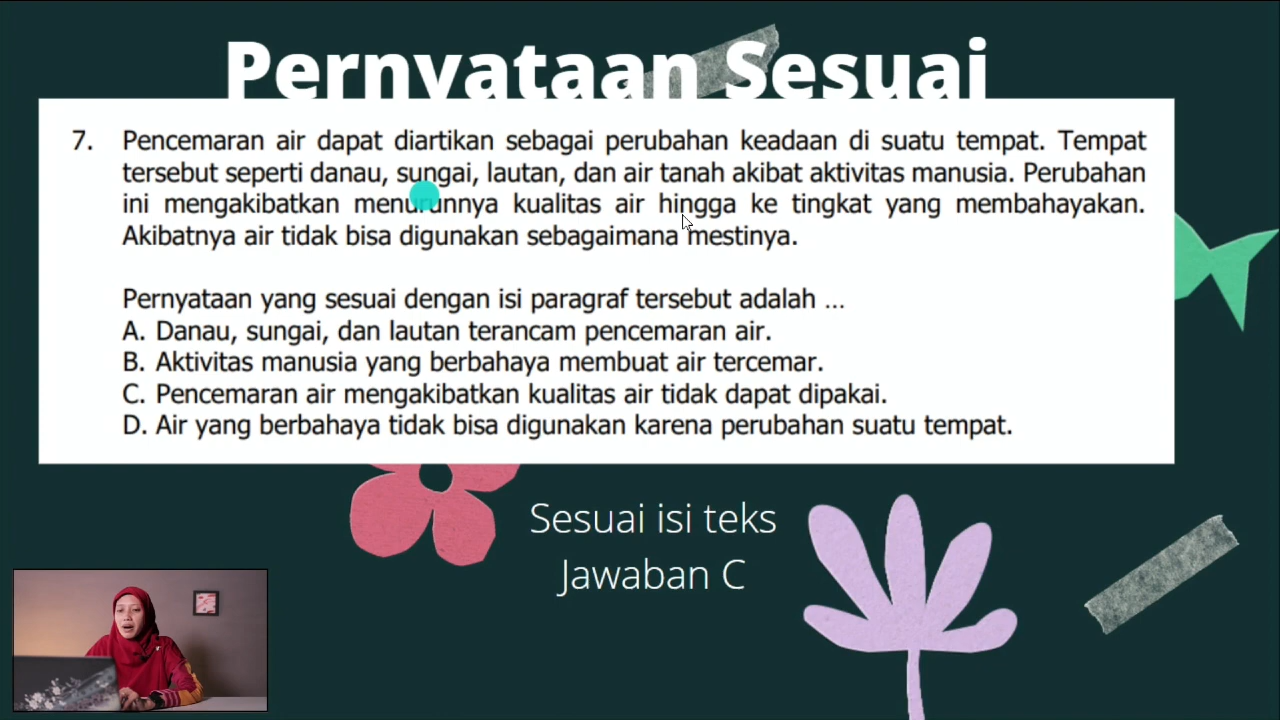 Pernyataan Sesuai
7. Pencemaran air dapat diartikan sebagai perubahan keadaan di suatu tempat. Tempat
tersebut seperti danau, sungai, lautan, dan air tanah akibat aktivitas manusia. Perubahan
ini mengakibatkan menurunnya kualitas air hingga ke tingkat yang membahayakan.
Akibatnya air tidak bisa digunakan sebagaimana mestinya.
Pernyataan yang sesuai dengan isi paragraf tersebut adalah ...
A. Danau, sungai, dan lautan terancam pencemaran air.
B. Aktivitas manusia yang berbahaya membuat air tercemar.
C. Pencemaran air mengakibatkan kualitas air tidak dapat dipakai.
D. Air yang berbahaya tidak bisa digunakan karena perubahan suatu tempat.
Sesuai isi teks
Jawaban C